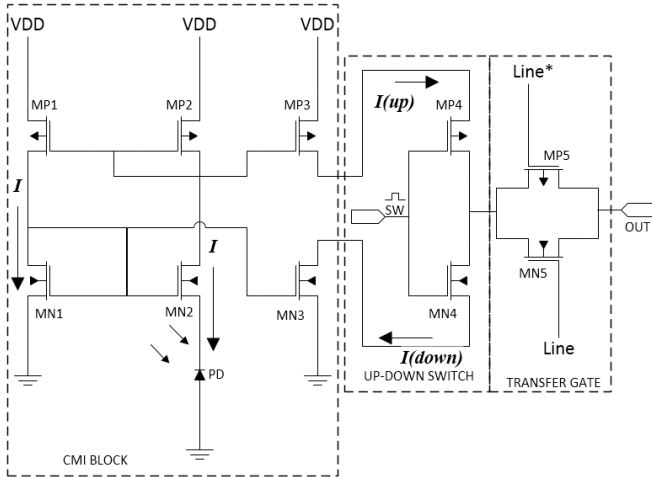 VDD VDD VDD
Line*
I(up)
MP1 MP2 MP3 MP4
MP5
I
SW
I
OUT
MN1 MN2 MN3 MN4 MN5
Line
I(down)
PD
UP-DOWN SWITCH TRANSFER GATE
CMI BLOCK